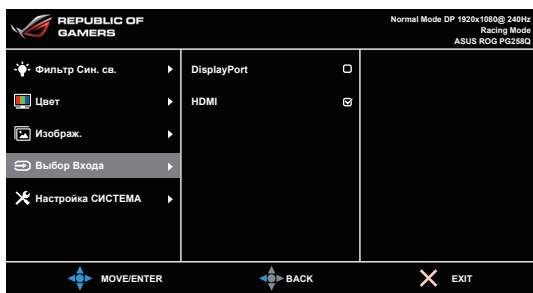 REPUBLIC OF
GAMERS
Normal Mode DP 1920x1080@ 240Hz
Racing Mode
ASUS ROG PG258Q
Фильтр Син. св.
DisplayPort
Цвет
HDMI
Изображ.
Выбор Входа
Настройка СИСТЕМА
MOVE/ENTER
BACK
EXIT